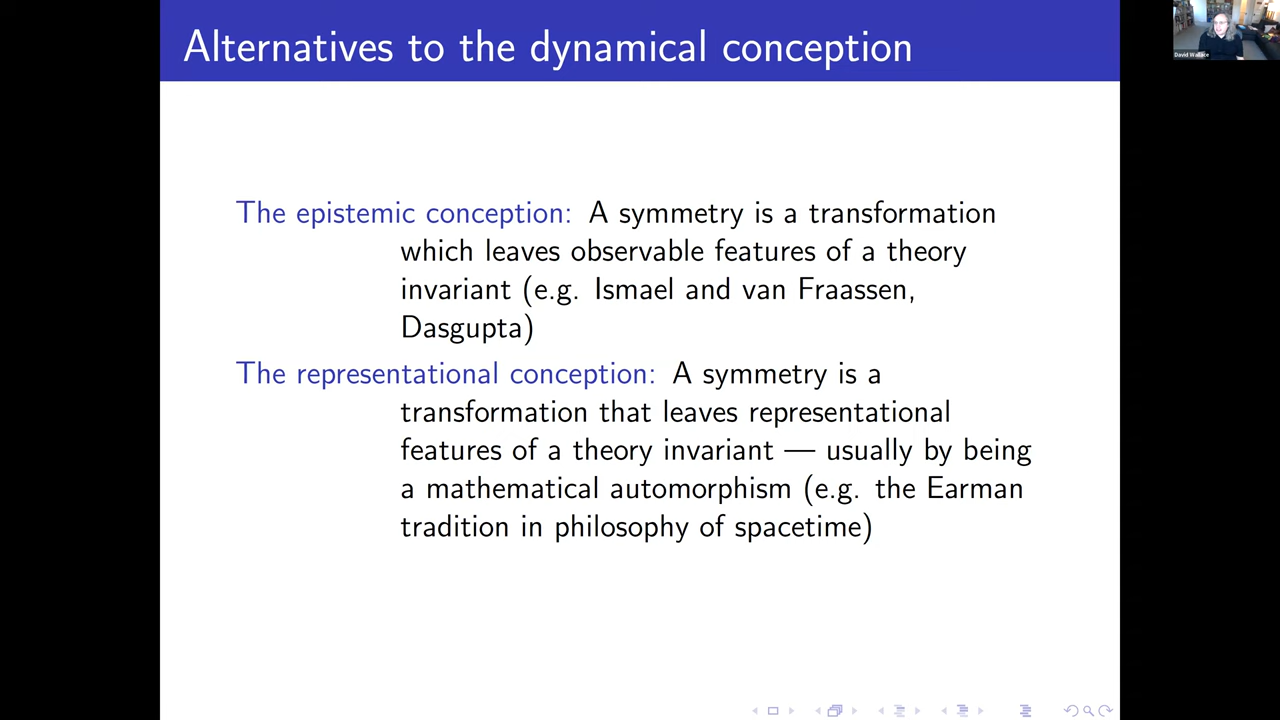 Alternatives to the dynamical conception
David Wallace
The epistemic conception: A symmetry is a transformation
which leaves observable features of a theory
invariant (e.g. Ismael and van Fraassen,
Dasgupta)
The representational conception: A symmetry is a
transformation that leaves representational
features of a theory invariant — usually by being
a mathematical automorphism (e.g. the Earman
tradition in philosophy of spacetime)